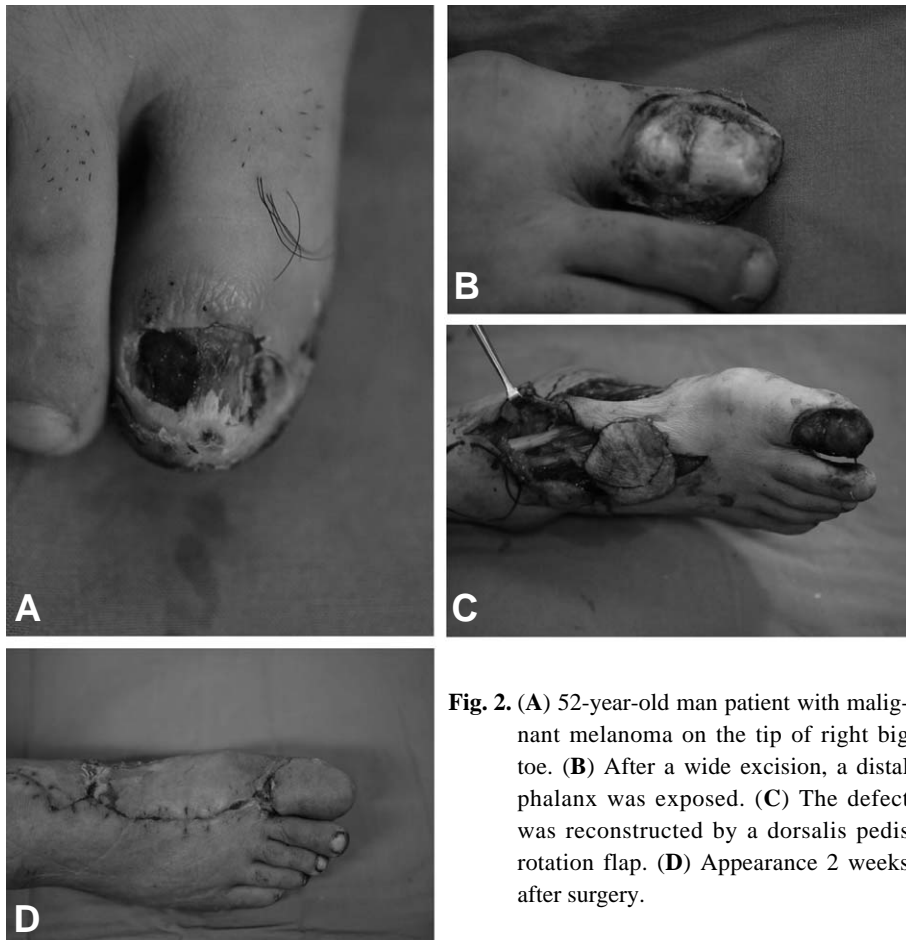 A
B
C
D
Fig. 2. (A) 52-year-old man patient with malig-
nant melanoma on the tip of right big
toe. (B) After a wide excision, a distal
phalanx was exposed. (C) The defect
was reconstructed by a dorsalis pedis
rotation flap. (D) Appearance 2 weeks
after surgery.